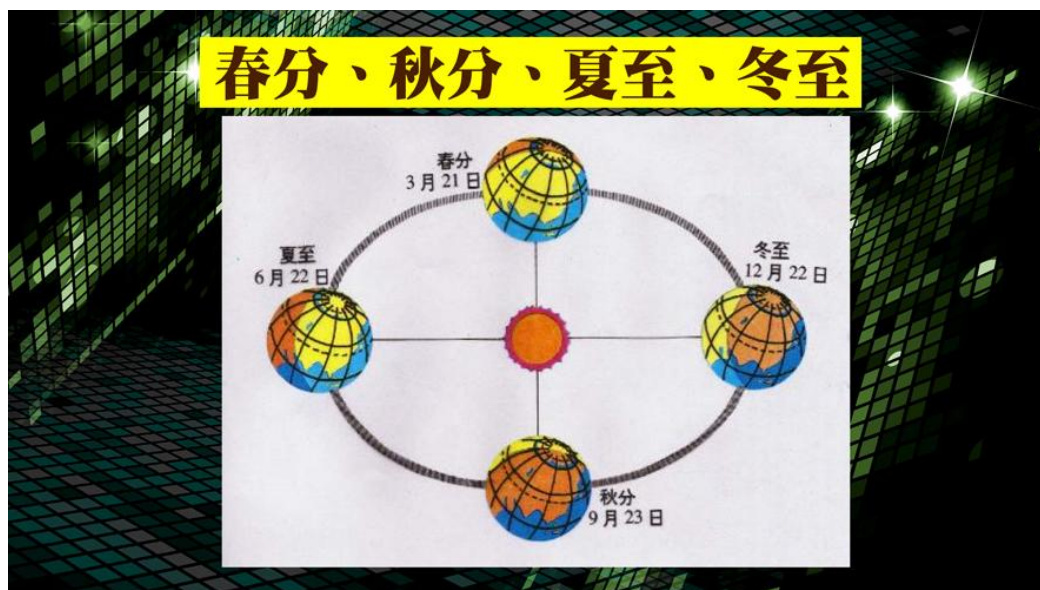 春分、秋分、夏至、冬至
春分
3月21日
夏至
6月22日
冬至
12月22日
秋分
9月23日